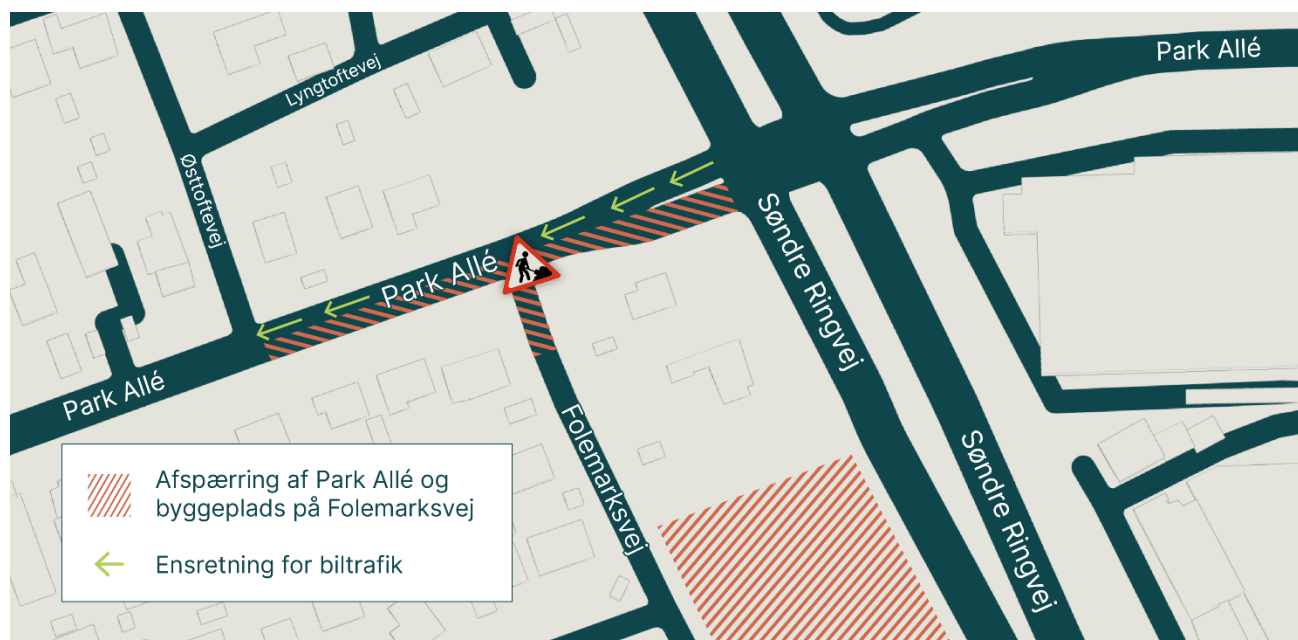 Park Allé
Lyngtoftevej
Østtoftevej
Park Allé
Søndre Ringvej
Park Allé
Folemarksvej
Søndre Ringvej
Afspærring af Park Allé og
byggeplads på Folemarksvej
Ensretning for biltrafik